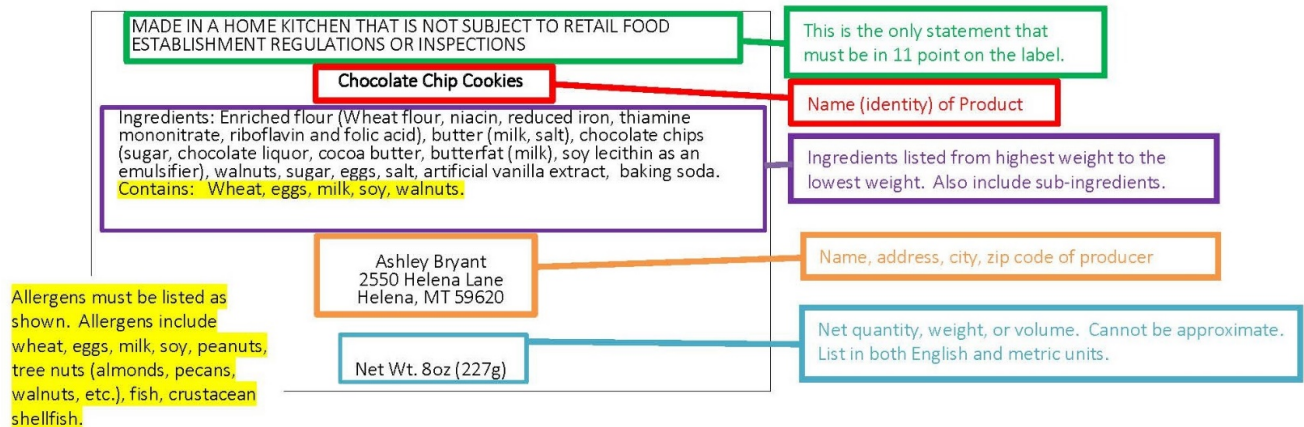 MADE IN A HOME KITCHEN THAT IS NOT SUBJECT TO RETAIL FOOD
ESTABLISHMENT REGULATIONS OR INSPECTIONS
This is the only statement that
must be in 11 point on the label.
Chocolate Chip Cookies
Name (identity) of Product
Ingredients: Enriched flour (Wheat flour, niacin, reduced iron, thiamine
mononitrate, riboflavin and folic acid), butter (milk, salt), chocolate chips
(sugar, chocolate liquor, cocoa butter, butterfat (milk), soy lecithin as an
emulsifier), walnuts, sugar, eggs, salt, artificial vanilla extract, baking soda.
Contains: Wheat, eggs, milk, soy, walnuts.
Ingredients listed from highest weight to the
lowest weight. Also include sub-ingredients.
Ashley Bryant
2550 Helena Lane
Helena, MT 59620
Name, address, city, zip code of producer
Allergens must be listed as
shown. Allergens include
wheat, eggs, milk, soy, peanuts,
tree nuts (almonds, pecans,
walnuts, etc.), fish, crustacean
shellfish.
Net Wt. 8oz (227g)
Net quantity, weight, or volume. Cannot be approximate.
List in both English and metric units.